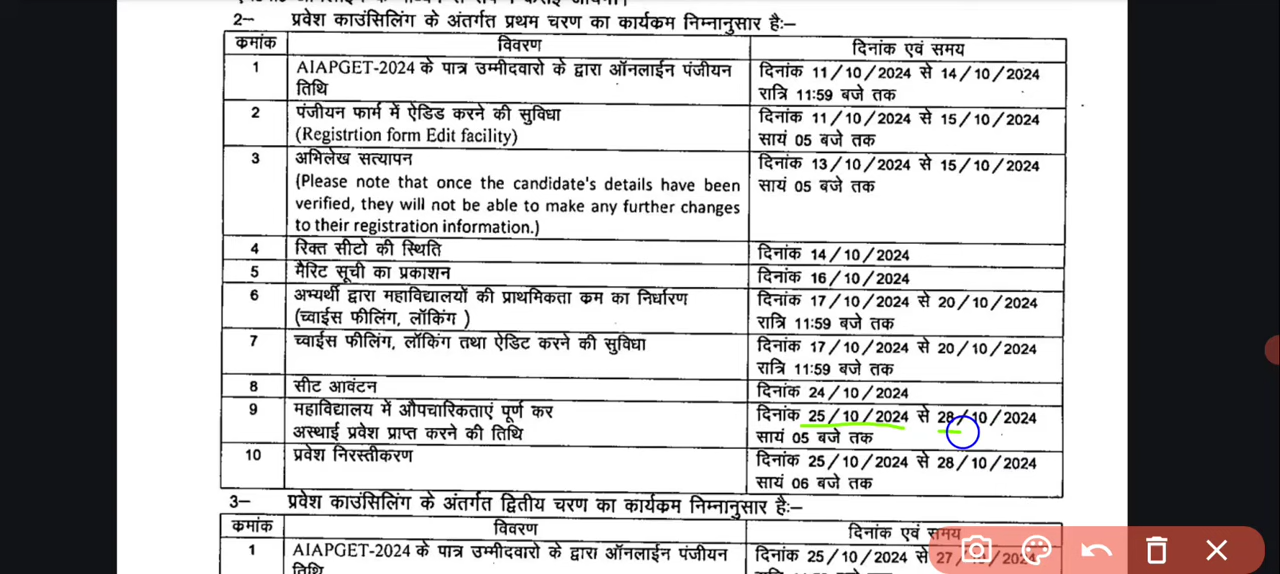 2– प्रवेश काउंसिलिंग के अंतर्गत प्रथम चरण का कार्यकम निम्नानुसार है:–
कमांक विवरण दिनांक एवं समय
1 AIAPGET-2024 के पात्र उम्मीदवारो के द्वारा ऑनलाईन पंजीयन तिथि दिनांक 11/10/2024 से 14/10/2024
रात्रि 11:59 बजे तक
2 पंजीयन फार्म में ऐडिड करने की सुविधा दिनांक 11/10/2024 से 15/10/2024
(Registrtion form Edit facility) सायं 05 बजे तक
3 अभिलेख सत्यापन दिनांक 13/10/2024 से 15/10/2024
(Please note that once the candidate's details have been सायं 05 बजे तक
verified, they will not be able to make any further changes
to their registration information.)
4 रिक्त सीटो की स्थिति दिनांक 14/10/2024
5 मैरिट सूची का प्रकाशन दिनांक 16/10/2024
6 अभ्यर्थी द्वारा महाविद्यालयों की प्राथमिकता कम का निर्धारण दिनांक 17/10/2024 से 20/10/2024
(च्वाईस फीलिंग, लॉकिंग ) रात्रि 11:59 बजे तक
7 च्वाईस फीलिंग, लॉकिंग तथा ऐडिट करने की सुविधा दिनांक 17/10/2024 से 20/10/2024
रात्रि 11:59 बजे तक
8 सीट आवंटन दिनांक 24/10/2024
9 महाविद्यालय में औपचारिकताएं पूर्ण कर दिनांक 25/10/2024 से 28/10/2024
अस्थाई प्रवेश प्राप्त करने की तिथि सायं 05 बजे तक
10 प्रवेश निरस्तीकरण दिनांक 25/10/2024 से 28/10/2024
सायं 06 बजे तक
3– प्रवेश काउंसिलिंग के अंतर्गत द्वितीय चरण का कार्यकम निम्नानुसार है:–
कमांक विवरण दिनांक एवं समय
1 AIAPGET-2024 के पात्र उम्मीदवारो के द्वारा ऑनलाईन पंजीयन दिनांक 25/10/2024 से 27/10/2024